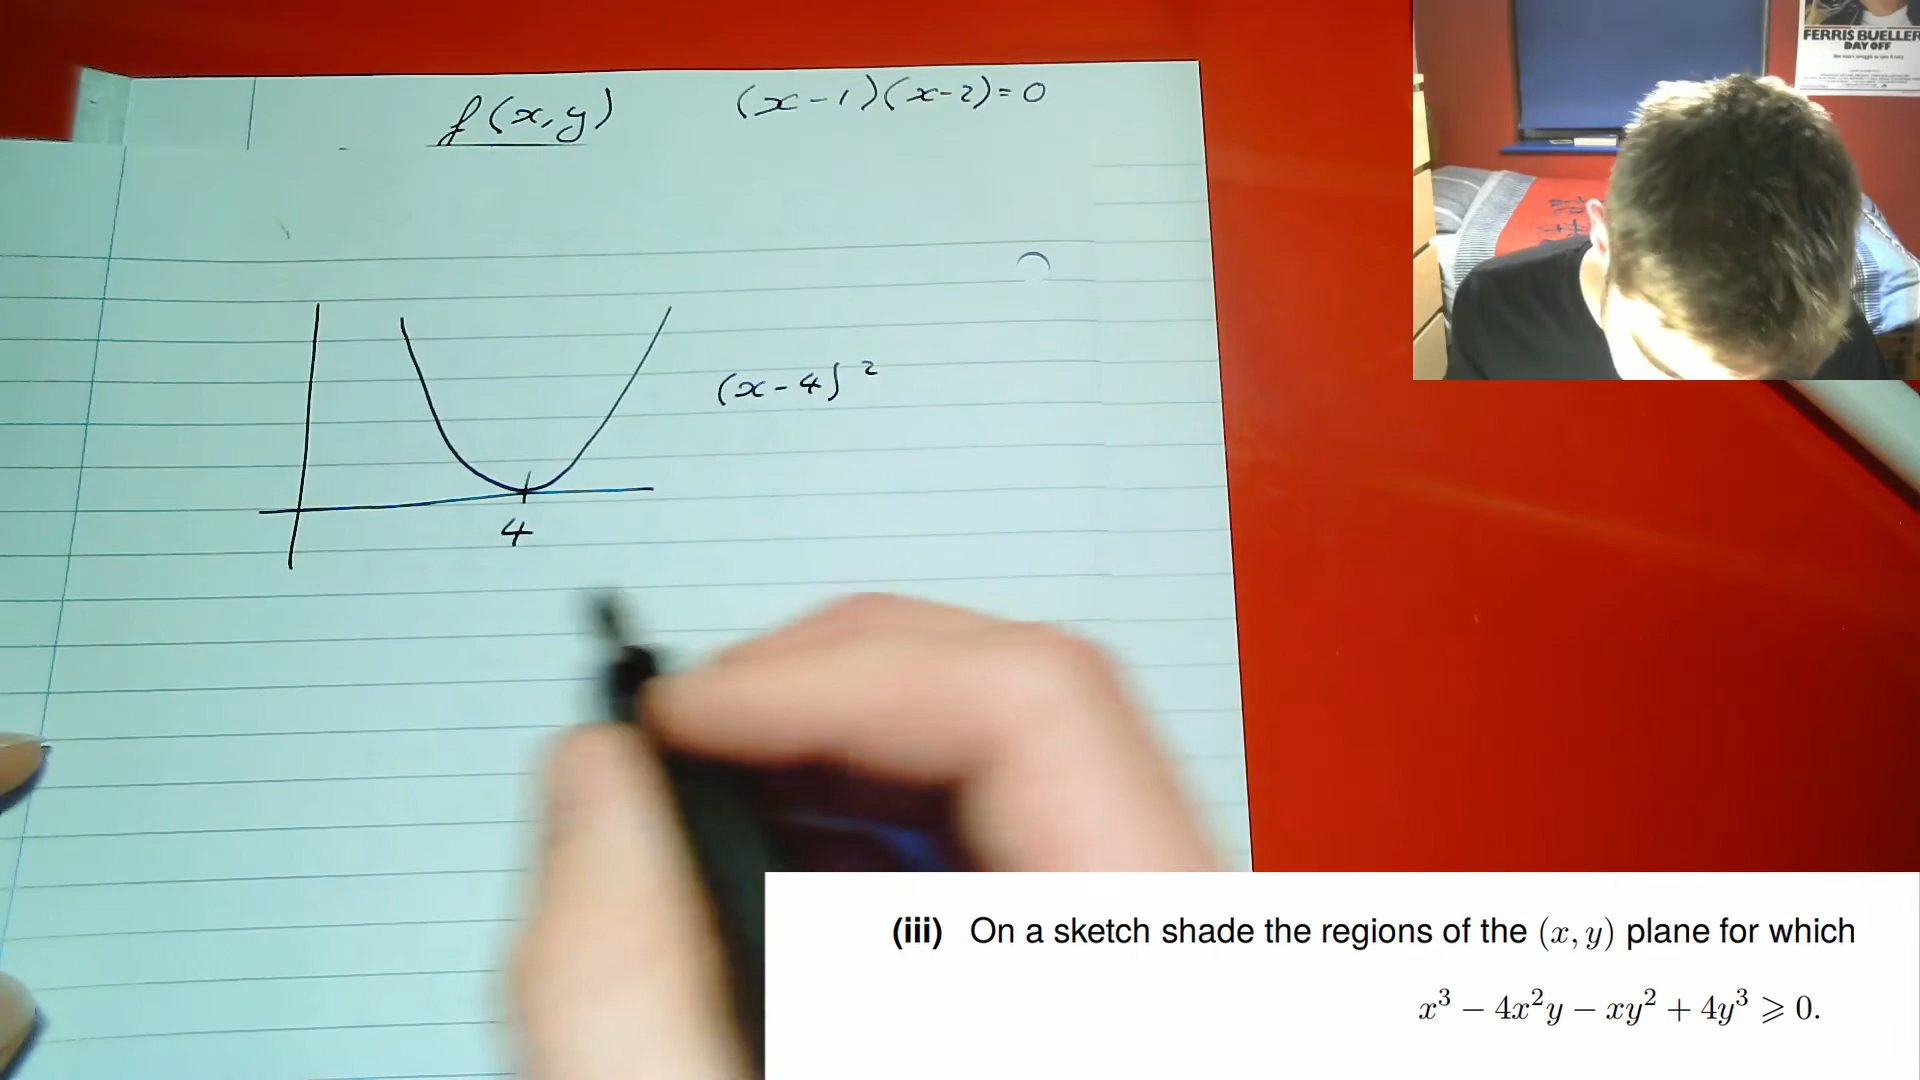 f(x,y)
(x-1)(x-2)=0
(x-4)²
4
FERRIS BUELLER
DAY OFF
(iii) On a sketch shade the regions of the (x, y) plane for which
x³ − 4x²y − xy² + 4y³ ⩾ 0.